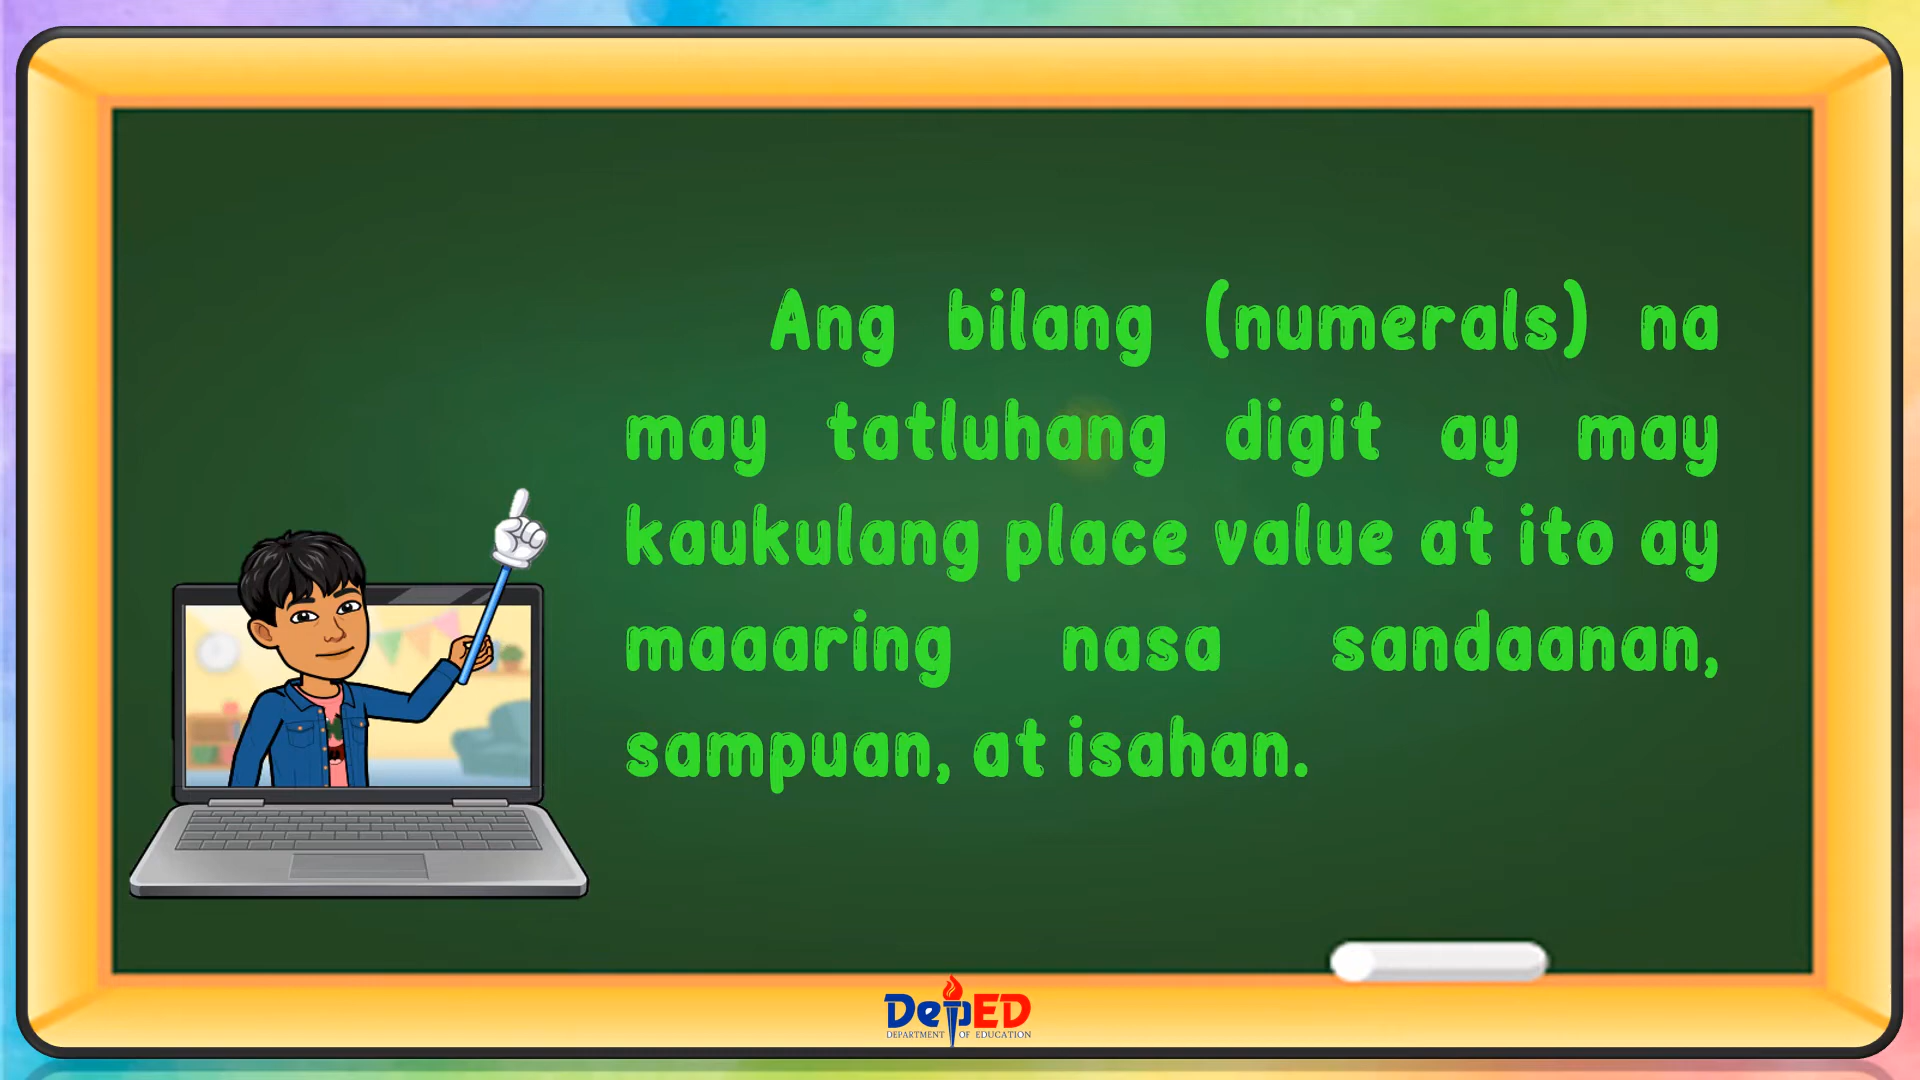 Ang bilang (numerals) na
may tatluhang digit ay may
kaukulang place value at ito ay
maaaring nasa sandaanan,
sampuan, at isahan.
DepED
DEPARTMENT OF EDUCATION